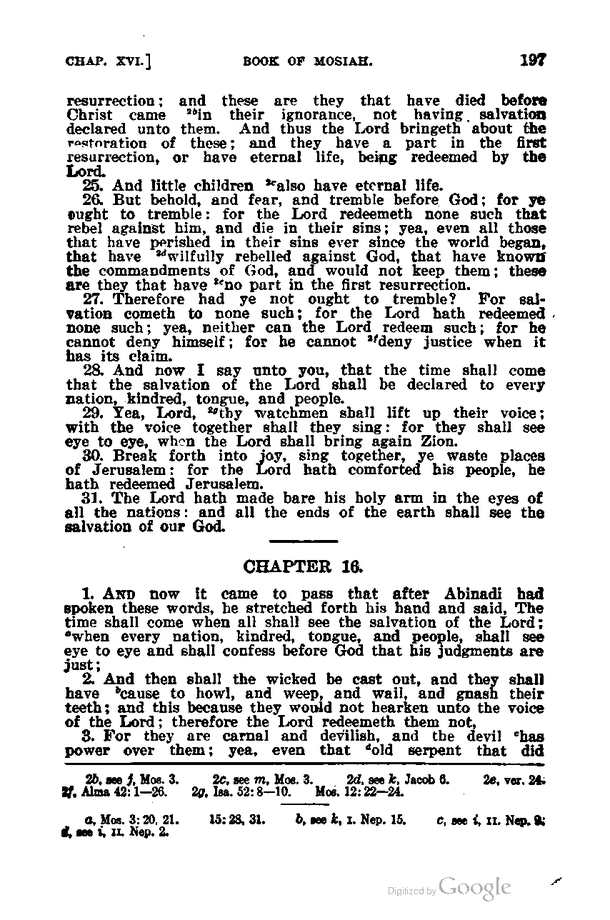 CHAP. XVI.] BOOK OF MOSIAH. 197
resurrection; and these are they that have died before
Christ came 2bin their ignorance, not having salvation
declared unto them. And thus the Lord bringeth about the
restoration of these; and they have a part in the first
resurrection, or have eternal life, being redeemed by the
Lord.
25. And little children 2calso have eternal life.
26. But behold, and fear, and tremble before God; for ye
ought to tremble: for the Lord redeemeth none such that
rebel against him, and die in their sins; yea, even all those
that have perished in their sins ever since the world began,
that have 2dwilfully rebelled against God, that have known
the commandments of God, and would not keep them; these
are they that have 2eno part in the first resurrection.
27. Therefore had ye not ought to tremble? For sal-
vation cometh to none such; for the Lord hath redeemed
none such; yea, neither can the Lord redeem such; for he
cannot deny himself; for he cannot 2fdeny justice when it
has its claim.
28. And now I say unto you, that the time shall come
that the salvation of the Lord shall be declared to every
nation, kindred, tongue, and people.
29. Yea, Lord, 2gthy watchmen shall lift up their voice;
with the voice together shall they sing: for they shall see
eye to eye, when the Lord shall bring again Zion.
30. Break forth into joy, sing together, ye waste places
of Jerusalem: for the Lord hath comforted his people, he
hath redeemed Jerusalem.
31. The Lord hath made bare his holy arm in the eyes of
all the nations: and all the ends of the earth shall see the
salvation of our God.
CHAPTER 16.
1. AND now it came to pass that after Abinadi had
spoken these words, he stretched forth his hand and said, The
time shall come when all shall see the salvation of the Lord;
awhen every nation, kindred, tongue, and people, shall see
eye to eye and shall confess before God that his judgments are
just;
2. And then shall the wicked be cast out, and they shall
have bcause to howl, and weep, and wail, and gnash their
teeth; and this because they would not hearken unto the voice
of the Lord; therefore the Lord redeemeth them not,
3. For they are carnal and devilish, and the devil chas
power over them; yea, even that dold serpent that did
2b, see f, Mos. 3. 2c, see m, Mos. 3. 2d, see k, Jacob 6. 2e, ver. 24.
2f, Alma 42:1—26. 2g, Isa. 52:8—10. Mos. 12:22—24.
a, Mos. 3:20, 21. 15:28, 31. b, see k, I. Nep. 15. c, see i, II. Nep. 9;
d, see i, II. Nep. 2.
Digitized by Google